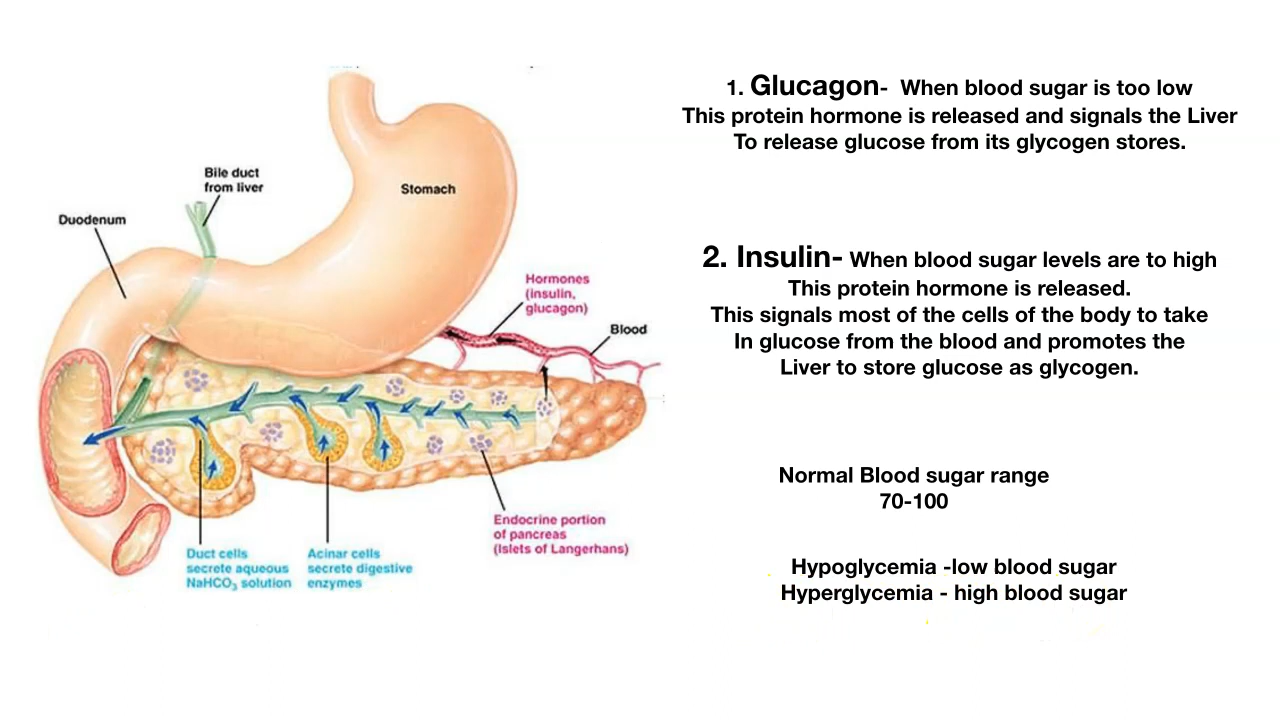 Bile duct
from liver
Duodenum
Stomach
Hormones
(insulin,
glucagon)
Blood
Endocrine portion
of pancreas
(Islets of Langerhans)
Duct cells
secrete aqueous
NaHCO₃ solution
Acinar cells
secrete digestive
enzymes
1. Glucagon- When blood sugar is too low
This protein hormone is released and signals the Liver
To release glucose from its glycogen stores.
2. Insulin- When blood sugar levels are to high
This protein hormone is released.
This signals most of the cells of the body to take
In glucose from the blood and promotes the
Liver to store glucose as glycogen.
Normal Blood sugar range
70-100
Hypoglycemia -low blood sugar
Hyperglycemia - high blood sugar